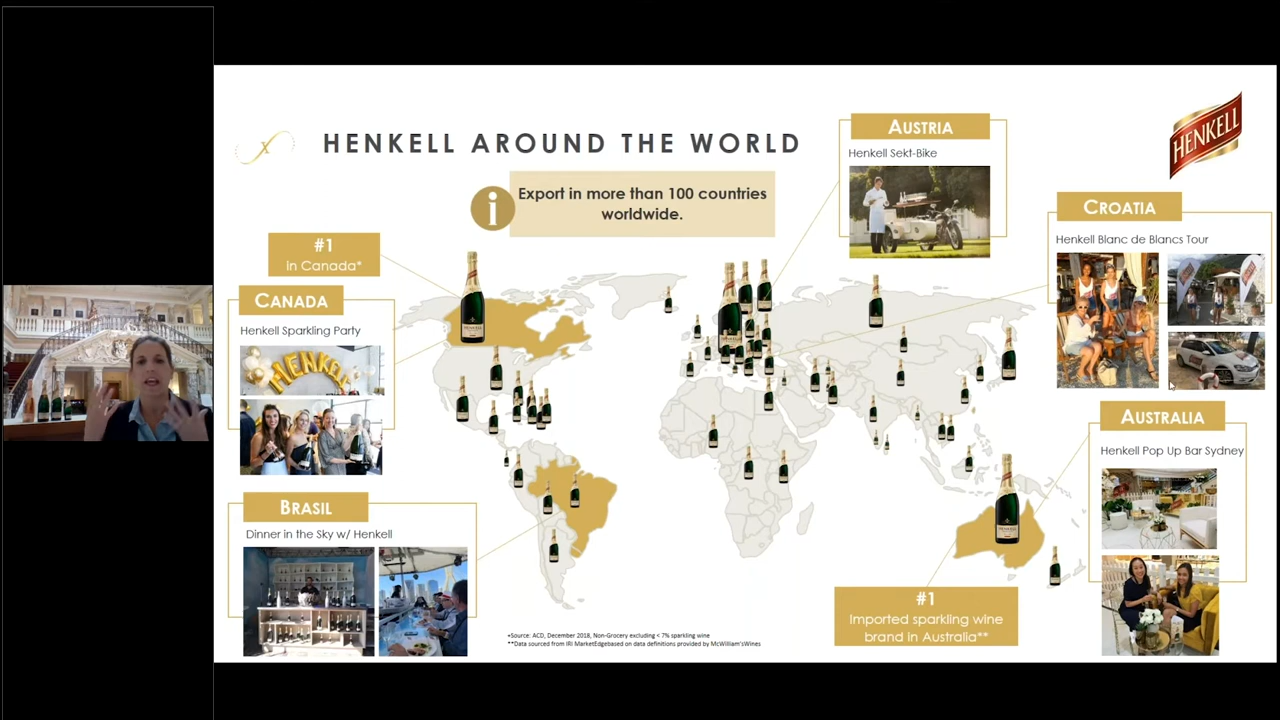 HENKELL AROUND THE WORLD
Export in more than 100 countries
worldwide.
#1
in Canada*
CANADA
Henkell Sparkling Party
HENKELL
BRASIL
Dinner in the Sky w/ Henkell
AUSTRIA
Henkell Sekt-Bike
HENKELL
CROATIA
Henkell Blanc de Blancs Tour
AUSTRALIA
Henkell Pop Up Bar Sydney
#1
Imported sparkling wine
brand in Australia**
*Source: ACD, December 2018, Non-Grocery excluding < 7% sparkling wine
**Data sourced from IRI MarketEdgebased on data definitions provided by McWilliam'sWines